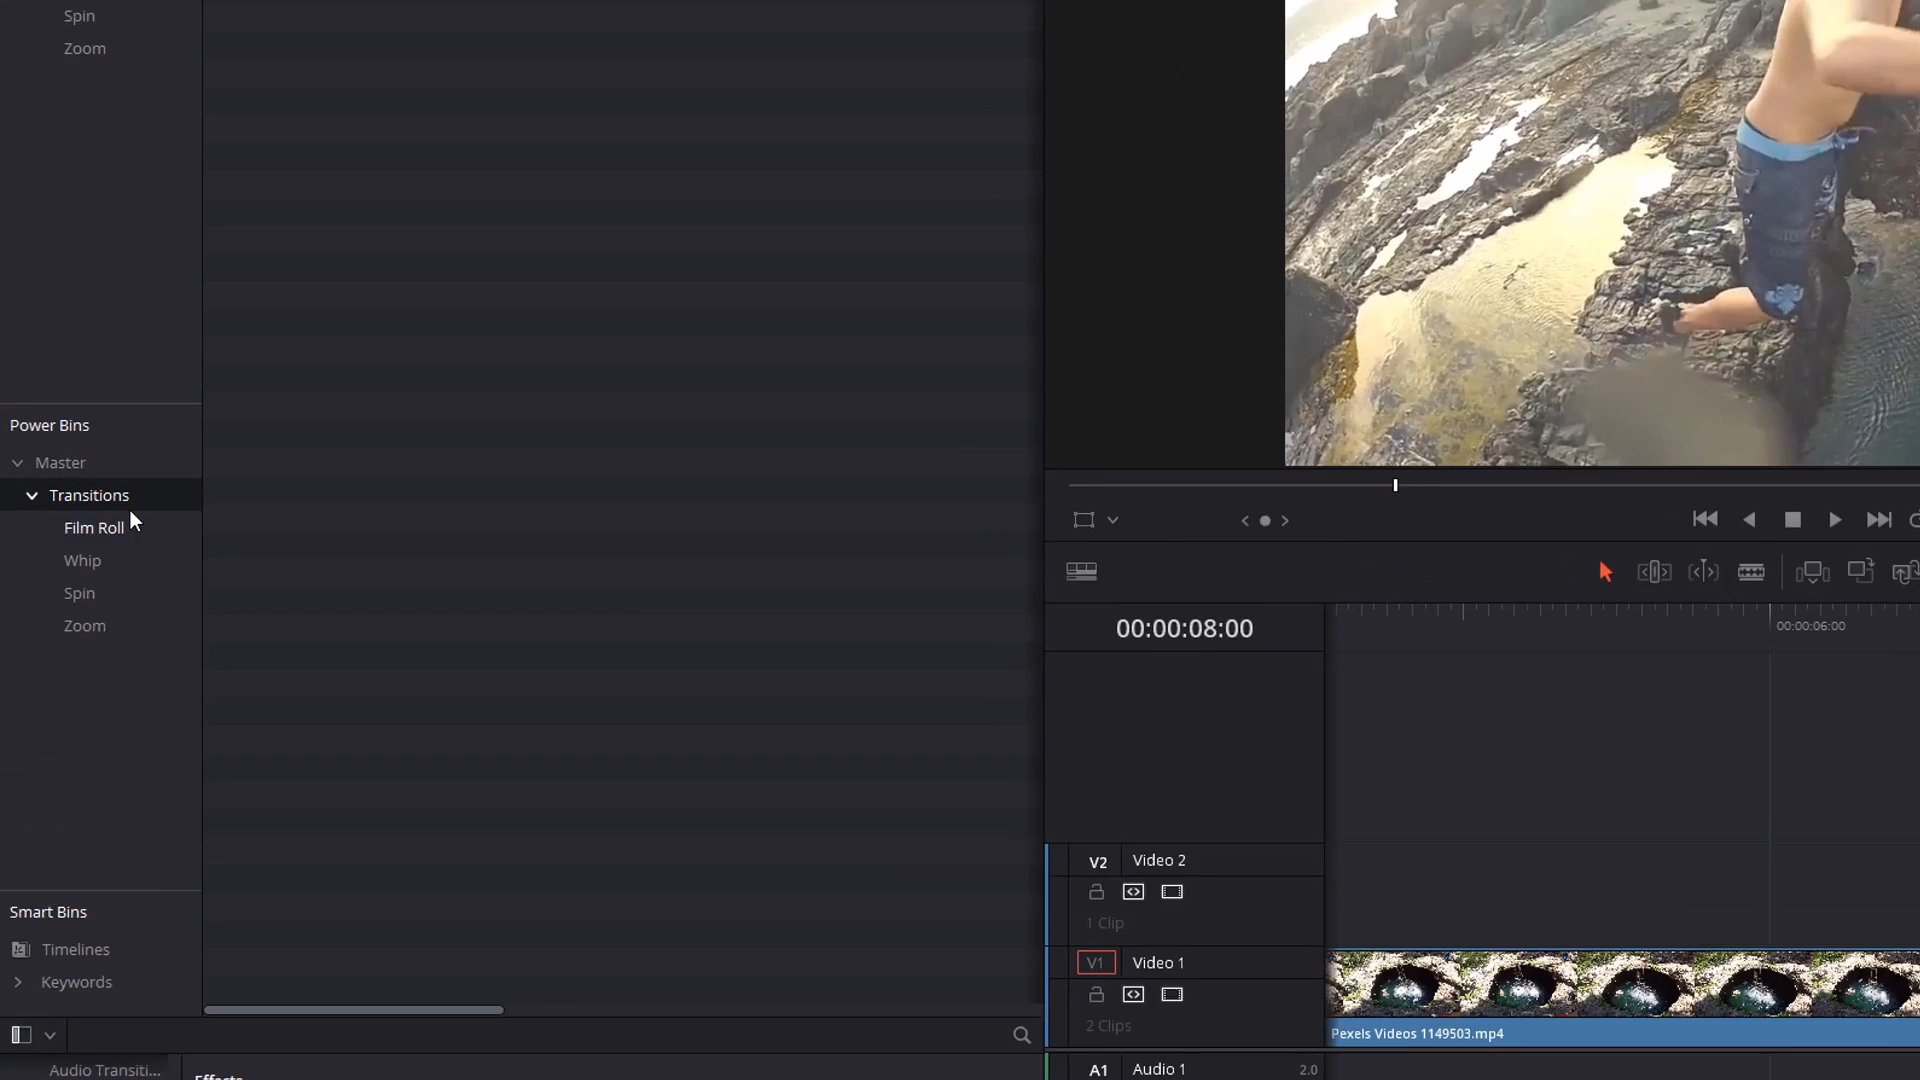 Spin
Zoom
Power Bins
Master
Transitions
Film Roll
Whip
Spin
Zoom
Smart Bins
Timelines
Keywords
Audio Transiti...
Effects
00:00:08:00
00:00:06:00
V2 Video 2
1 Clip
V1 Video 1
2 Clips
Pexels Videos 1149503.mp4
A1 Audio 1 2.0